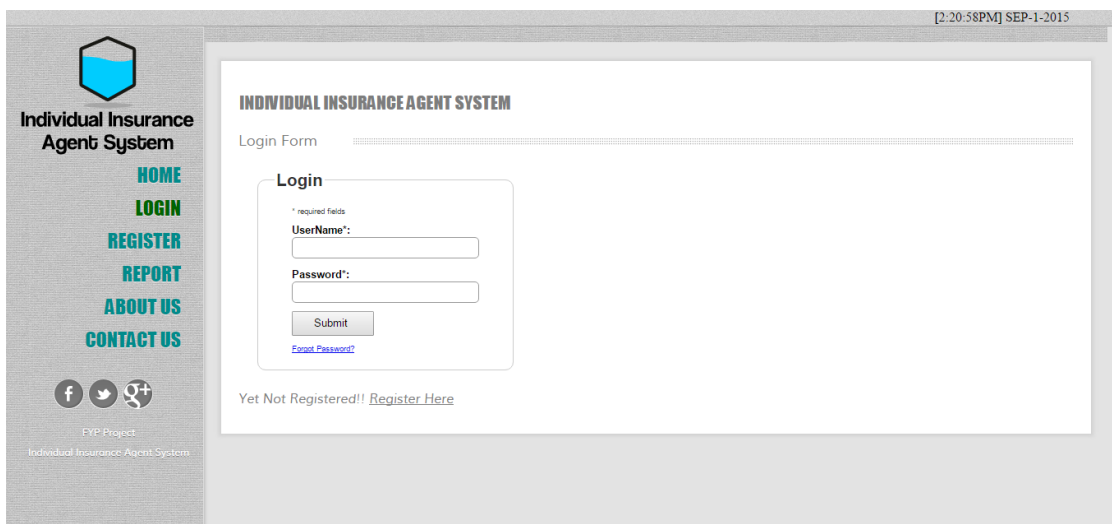 [2:20:58PM] SEP-1-2015
Individual Insurance
Agent System
HOME
LOGIN
REGISTER
REPORT
ABOUT US
CONTACT US
f g+
FYP Project
Individual Insurance Agent System
INDIVIDUAL INSURANCE AGENT SYSTEM
Login Form
Login
* required fields
UserName*:
Password*:
Submit
Forgot Password?
Yet Not Registered!! Register Here